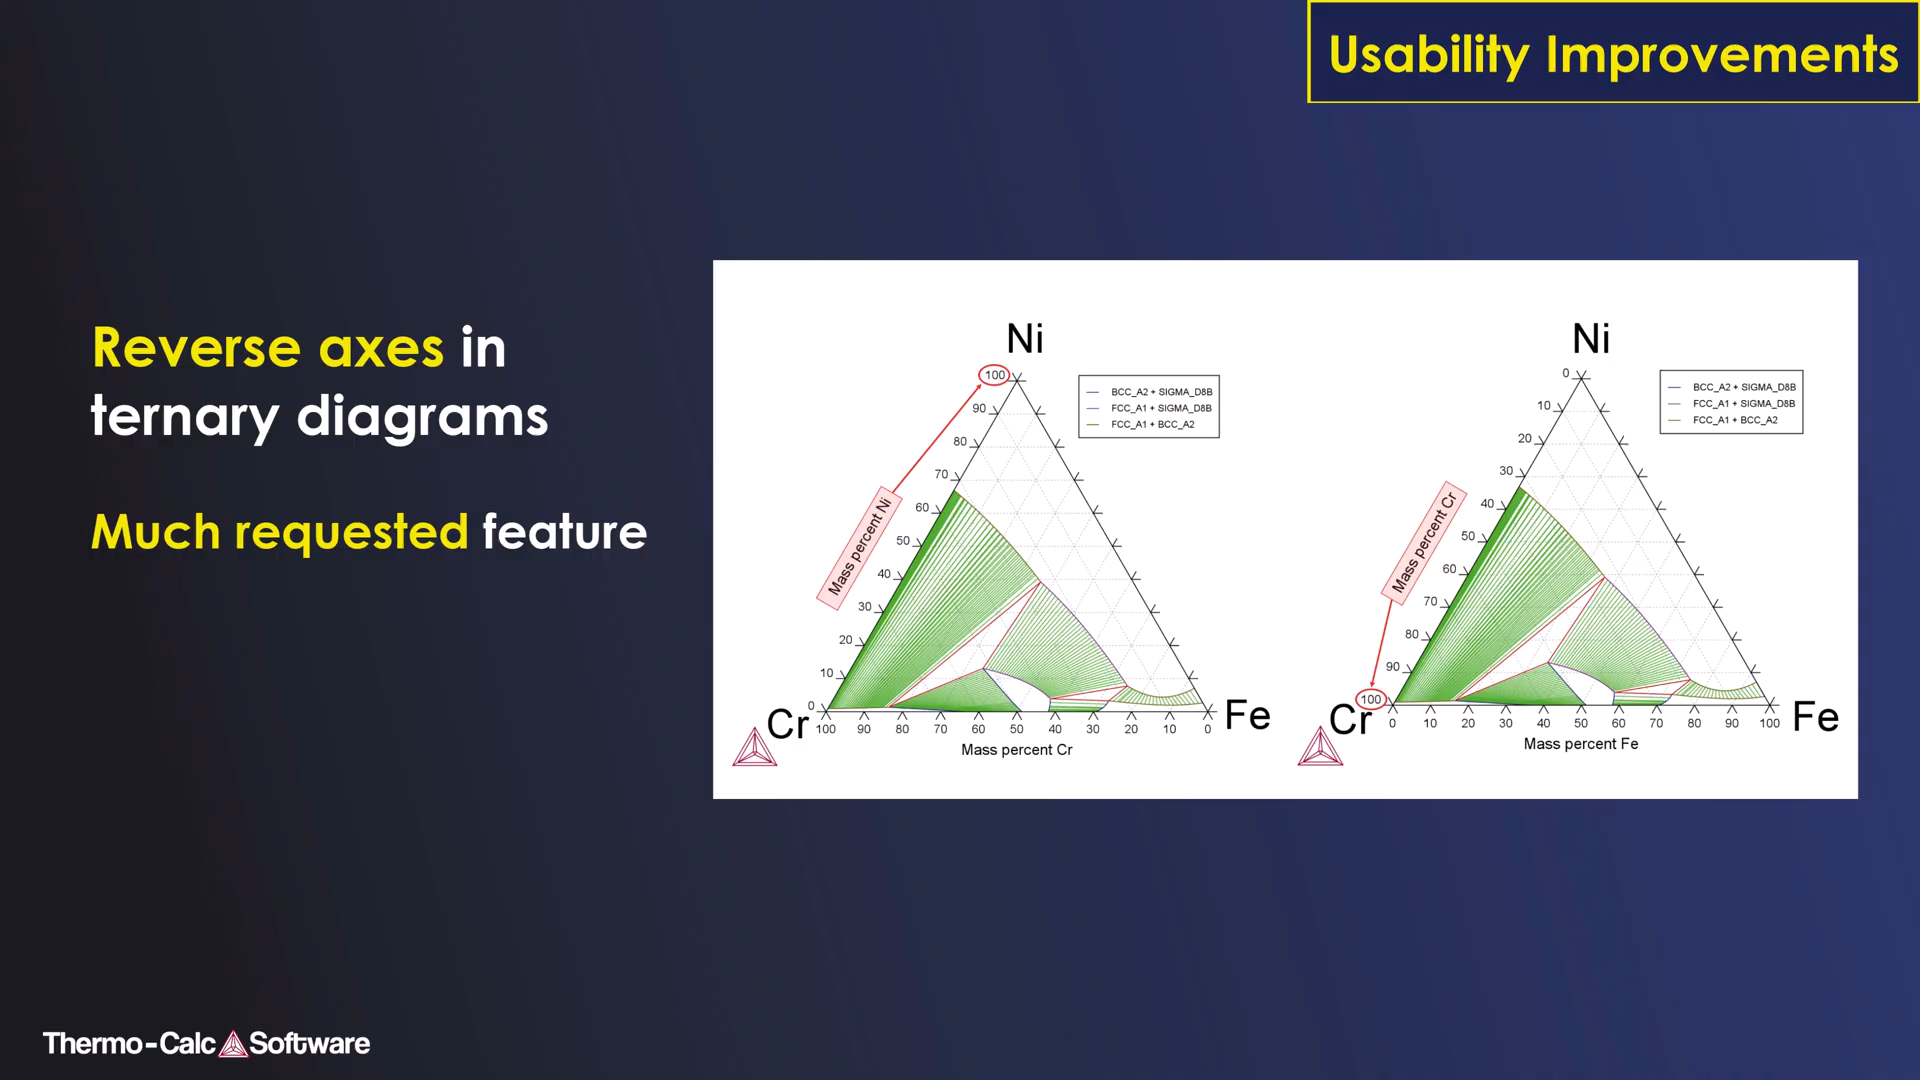 Usability Improvements
Reverse axes in
ternary diagrams
Much requested feature
Ni
100
90
80
70
60
50
40
30
20
10
0
Mass percent Ni
BCC_A2 + SIGMA_D8B
FCC_A1 + SIGMA_D8B
FCC_A1 + BCC_A2
Cr
Fe
100 90 80 70 60 50 40 30 20 10 0
Mass percent Cr
Ni
0
10
20
30
40
50
60
70
80
90
100
Mass percent Cr
BCC_A2 + SIGMA_D8B
FCC_A1 + SIGMA_D8B
FCC_A1 + BCC_A2
Cr
Fe
0 10 20 30 40 50 60 70 80 90 100
Mass percent Fe
Thermo-Calc Software